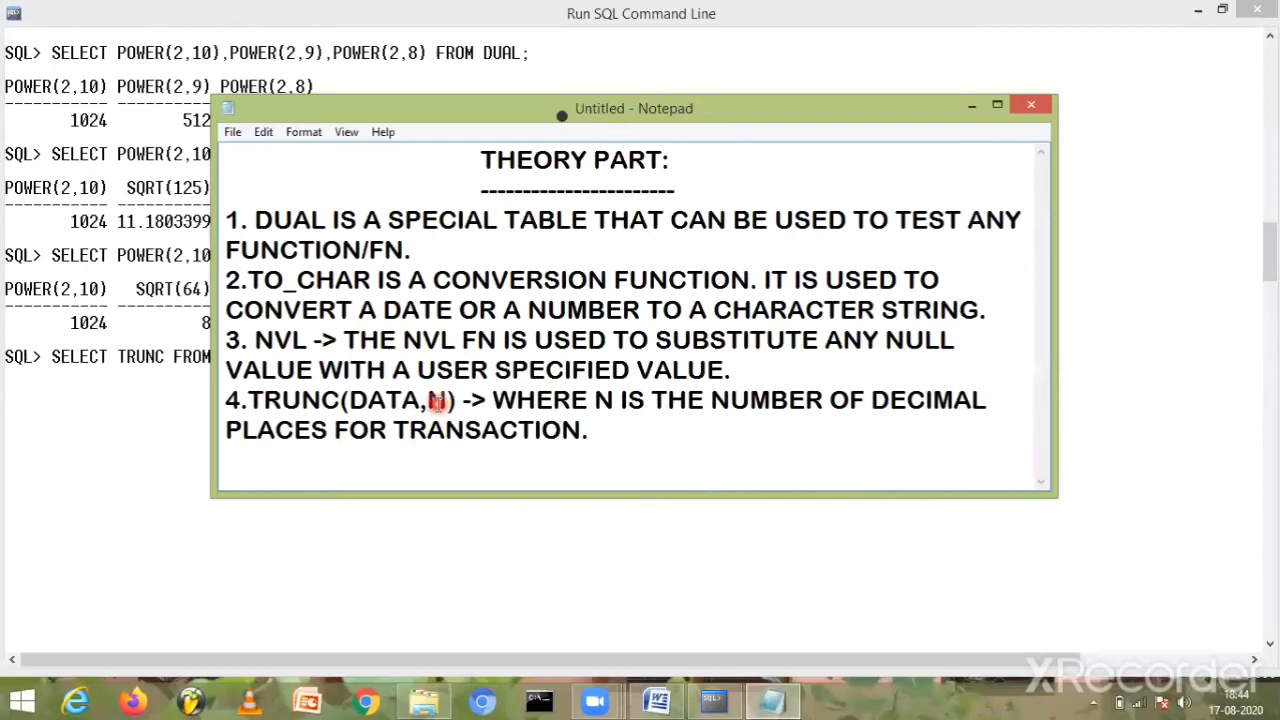 Run SQL Command Line
SQL> SELECT POWER(2,10),POWER(2,9),POWER(2,8) FROM DUAL;
POWER(2,10) POWER(2,9) POWER(2,8)
----------- ----------
1024 512
SQL> SELECT POWER(2,10
POWER(2,10) SQRT(125)
----------- ---------
1024 11.1803399
SQL> SELECT POWER(2,10
POWER(2,10) SQRT(64)
----------- ---------
1024 8
SQL> SELECT TRUNC FROM
Untitled - Notepad
File Edit Format View Help
THEORY PART:
-----------------------
1. DUAL IS A SPECIAL TABLE THAT CAN BE USED TO TEST ANY
FUNCTION/FN.
2.TO_CHAR IS A CONVERSION FUNCTION. IT IS USED TO
CONVERT A DATE OR A NUMBER TO A CHARACTER STRING.
3. NVL -> THE NVL FN IS USED TO SUBSTITUTE ANY NULL
VALUE WITH A USER SPECIFIED VALUE.
4.TRUNC(DATA,N) -> WHERE N IS THE NUMBER OF DECIMAL
PLACES FOR TRANSACTION.
XRecorder
18:44
17-08-2020